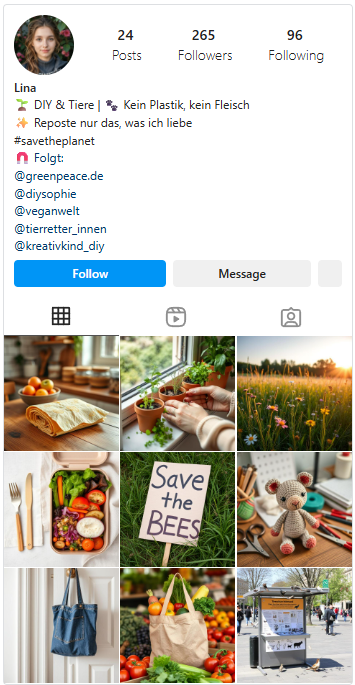 24 265 96
Posts Followers Following
Lina
🌱 DIY & Tiere | 🐾 Kein Plastik, kein Fleisch
✨ Reposte nur das, was ich liebe
#savetheplanet
🧲 Folgt:
@greenpeace.de
@diysophie
@veganwelt
@tierretter_innen
@kreativkind_diy
Follow Message
Save
the
BEES